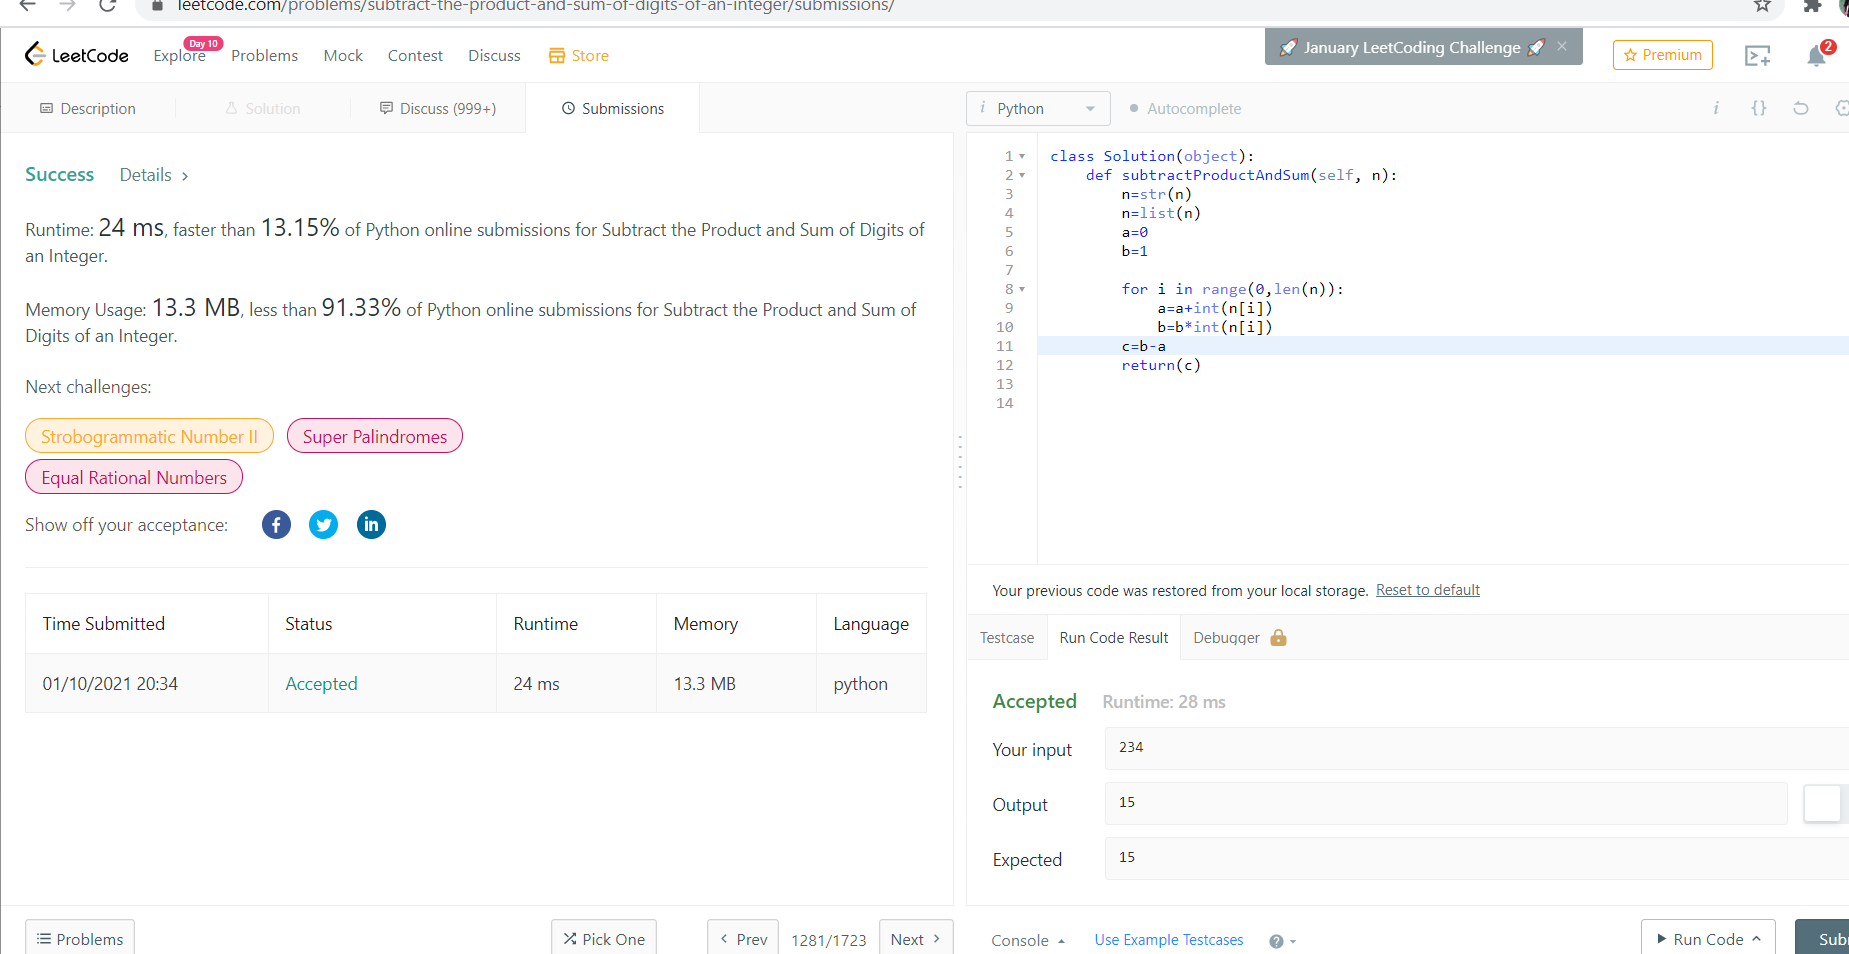 leetcode.com/problems/subtract-the-product-and-sum-of-digits-of-an-integer/submissions/
LeetCode Explore Day 10 Problems Mock Contest Discuss Store 🚀 January LeetCoding Challenge 🚀 × Premium 2
Description Solution Discuss (999+) Submissions
i Python Autocomplete i {}
Success Details >
Runtime: 24 ms, faster than 13.15% of Python online submissions for Subtract the Product and Sum of Digits of
an Integer.
Memory Usage: 13.3 MB, less than 91.33% of Python online submissions for Subtract the Product and Sum of
Digits of an Integer.
Next challenges:
Strobogrammatic Number II Super Palindromes
Equal Rational Numbers
Show off your acceptance: f in
Time Submitted Status Runtime Memory Language
01/10/2021 20:34 Accepted 24 ms 13.3 MB python
Problems Pick One < Prev 1281/1723 Next >
1 class Solution(object):
2 def subtractProductAndSum(self, n):
3 n=str(n)
4 n=list(n)
5 a=0
6 b=1
7
8 for i in range(0,len(n)):
9 a=a+int(n[i])
10 b=b*int(n[i])
11 c=b-a
12 return(c)
13
14
Your previous code was restored from your local storage. Reset to default
Testcase Run Code Result Debugger
Accepted Runtime: 28 ms
Your input 234
Output 15
Expected 15
Console Use Example Testcases ? Run Code Sub